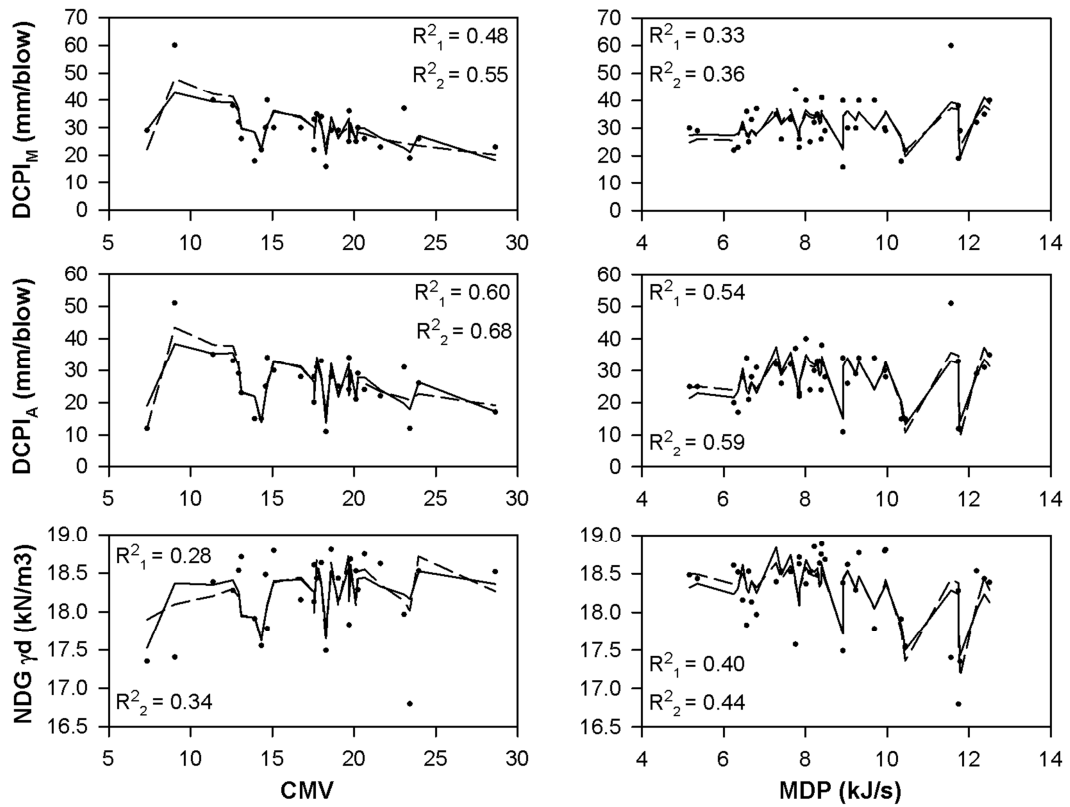 DCPI_M (mm/blow)
70
60
50
40
30
20
10
0
R²₁ = 0.48
R²₂ = 0.55
5 10 15 20 25 30
70
60
50
40
30
20
10
0
R²₁ = 0.33
R²₂ = 0.36
4 6 8 10 12 14
DCPI_A (mm/blow)
60
50
40
30
20
10
0
R²₁ = 0.60
R²₂ = 0.68
5 10 15 20 25 30
60
50
40
30
20
10
0
R²₁ = 0.54
R²₂ = 0.59
4 6 8 10 12 14
NDG γd (kN/m3)
19.0
18.5
18.0
17.5
17.0
16.5
R²₁ = 0.28
R²₂ = 0.34
5 10 15 20 25 30
CMV
19.0
18.5
18.0
17.5
17.0
16.5
R²₁ = 0.40
R²₂ = 0.44
4 6 8 10 12 14
MDP (kJ/s)